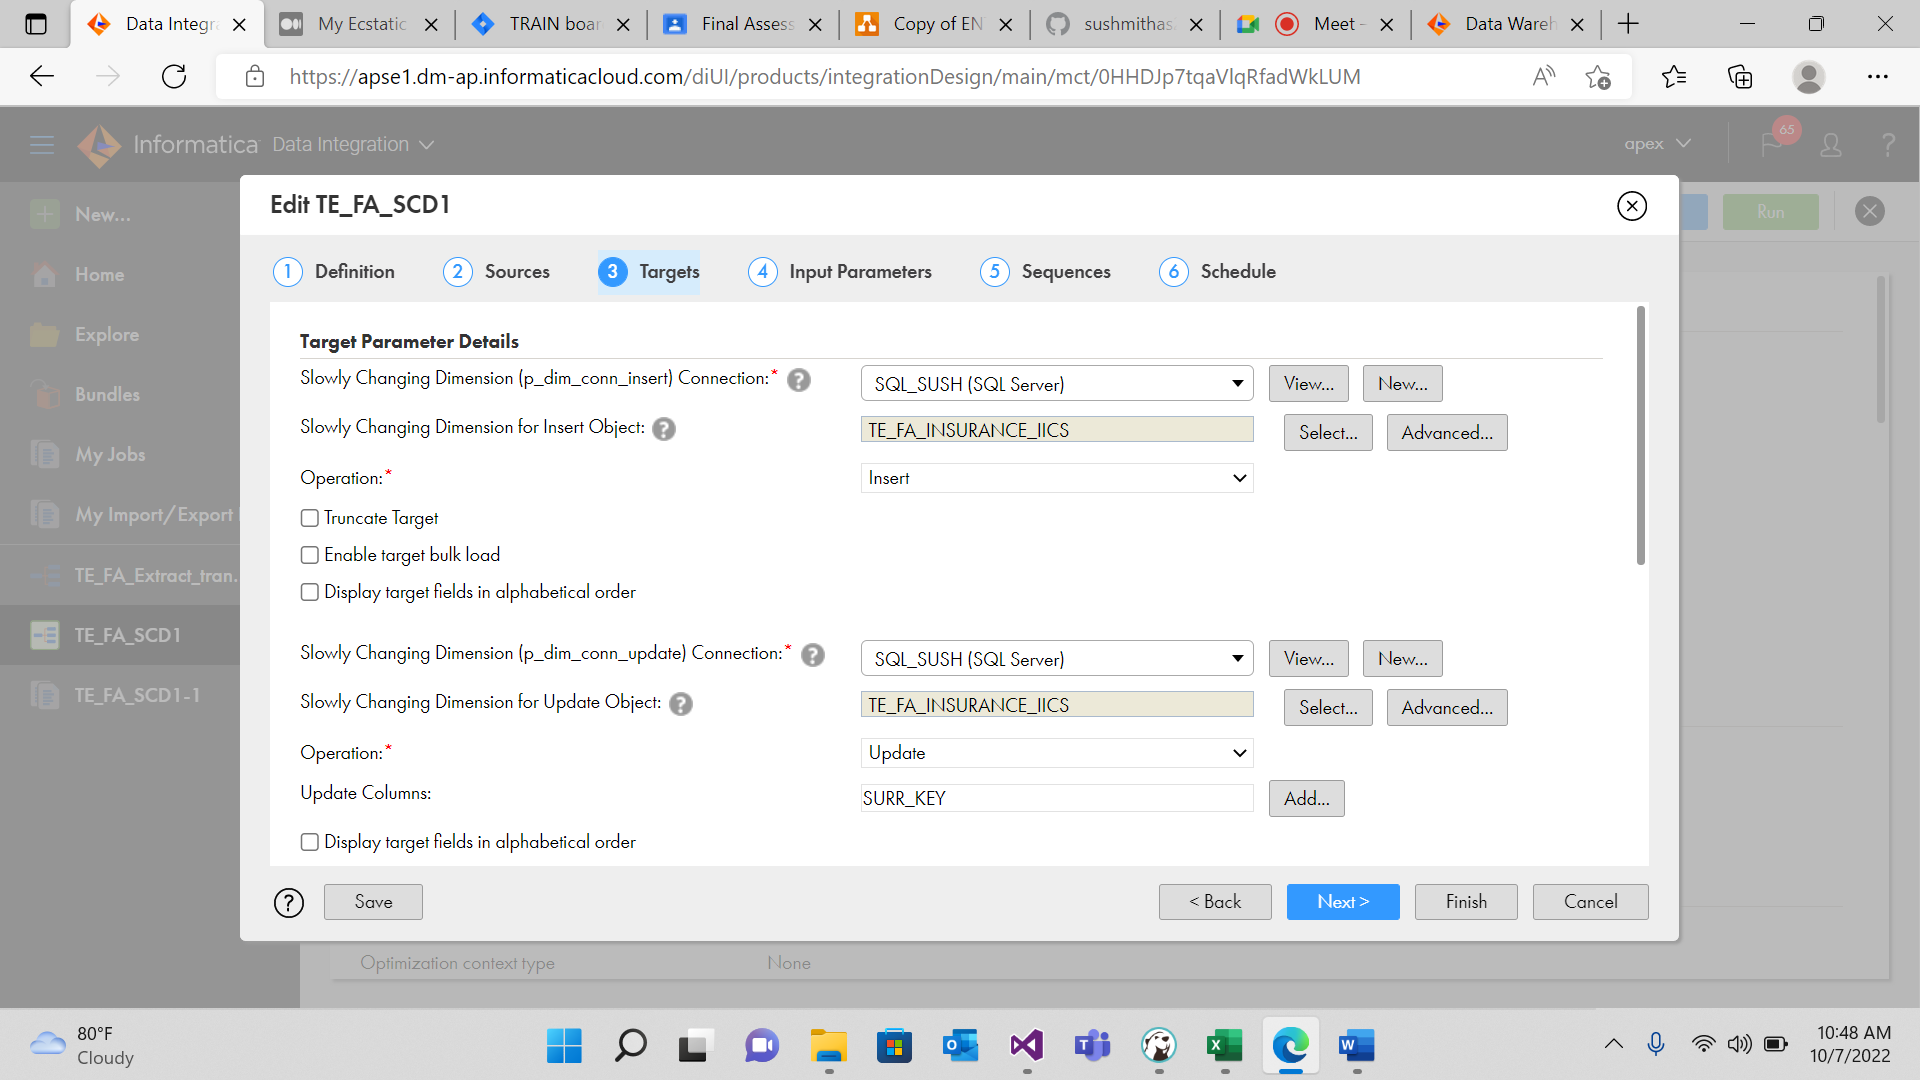 Data Integra
My Ecstatic
TRAIN boar
Final Assess
Copy of EN
sushmithas
Meet -
Data Wareh
https://apse1.dm-ap.informaticacloud.com/diUI/products/integrationDesign/main/mct/0HHDJp7tqaVlqRfadWkLUM
Informatica Data Integration
apex
65
New...
Home
Explore
Bundles
My Jobs
My Import/Export
TE_FA_Extract_tran...
TE_FA_SCD1
TE_FA_SCD1-1
Run
Edit TE_FA_SCD1
1 Definition
2 Sources
3 Targets
4 Input Parameters
5 Sequences
6 Schedule
Target Parameter Details
Slowly Changing Dimension (p_dim_conn_insert) Connection:* ?
SQL_SUSH (SQL Server)
View...
New...
Slowly Changing Dimension for Insert Object: ?
TE_FA_INSURANCE_IICS
Select...
Advanced...
Operation:*
Insert
Truncate Target
Enable target bulk load
Display target fields in alphabetical order
Slowly Changing Dimension (p_dim_conn_update) Connection:* ?
SQL_SUSH (SQL Server)
View...
New...
Slowly Changing Dimension for Update Object: ?
TE_FA_INSURANCE_IICS
Select...
Advanced...
Operation:*
Update
Update Columns:
SURR_KEY
Add...
Display target fields in alphabetical order
?
Save
< Back
Next >
Finish
Cancel
Optimization context type
None
80°F
Cloudy
10:48 AM
10/7/2022